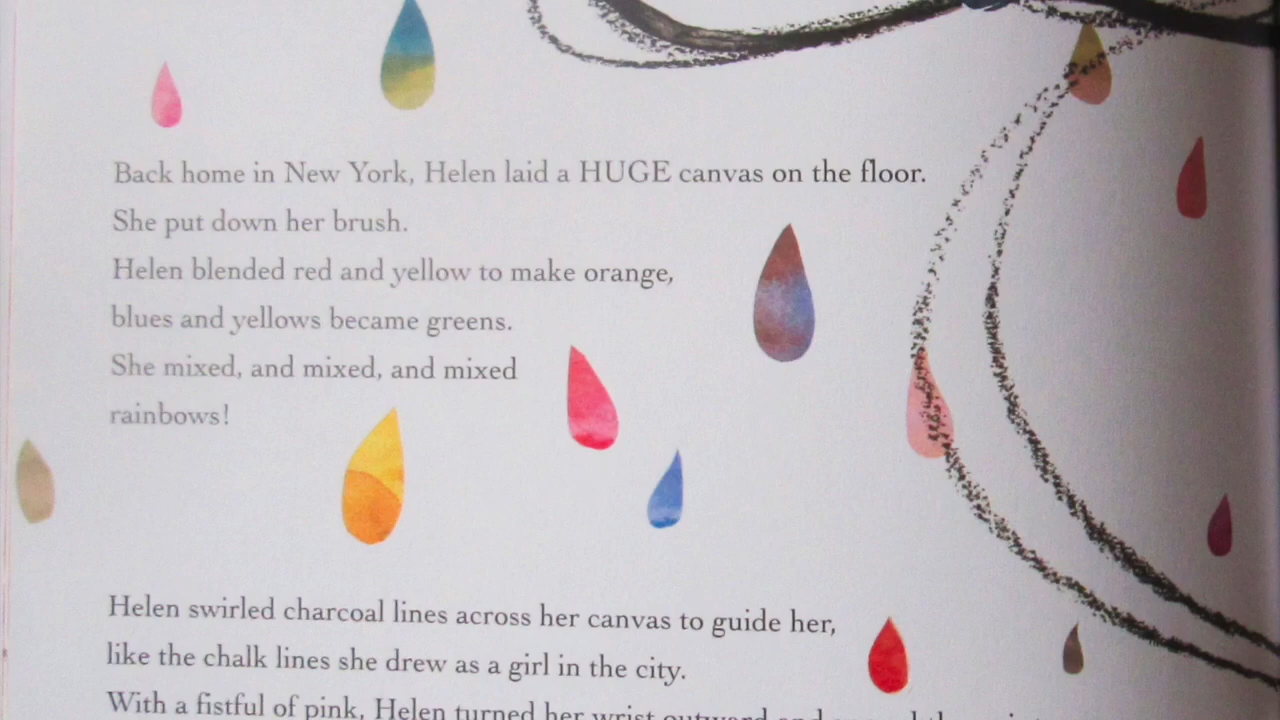 Back home in New York, Helen laid a HUGE canvas on the floor.
She put down her brush.
Helen blended red and yellow to make orange,
blues and yellows became greens.
She mixed, and mixed, and mixed
rainbows!
Helen swirled charcoal lines across her canvas to guide her,
like the chalk lines she drew as a girl in the city.
With a fistful of pink, Helen turned her wrist outward and